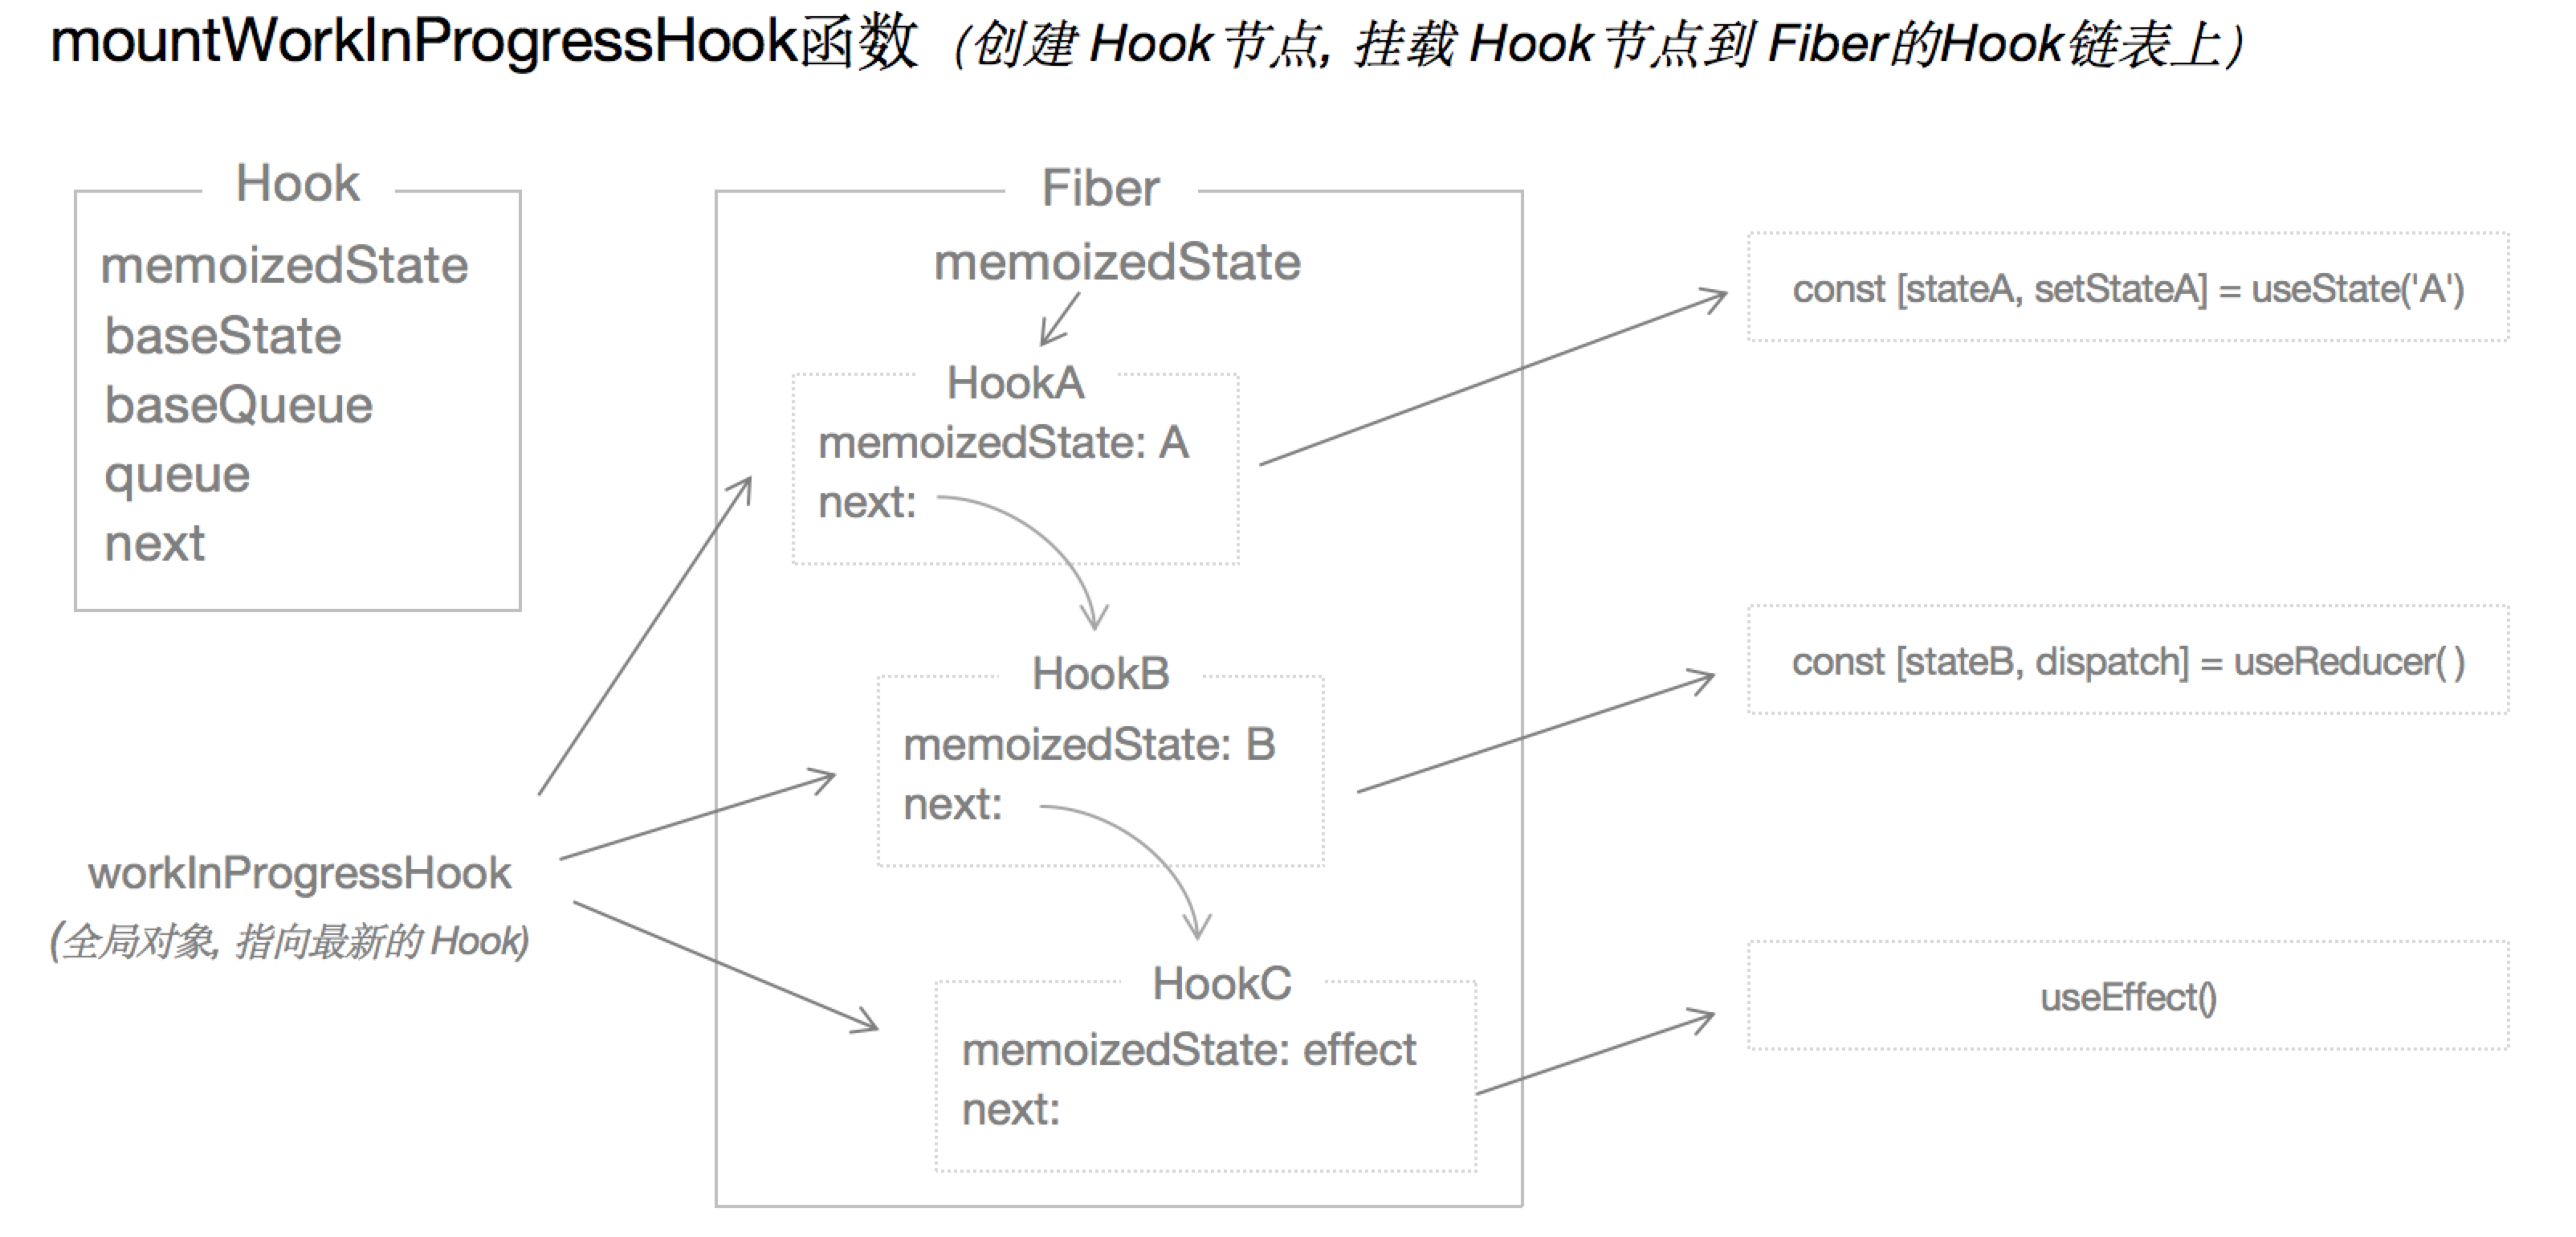 mountWorkInProgressHook函数（创建 Hook 节点, 挂载 Hook 节点到 Fiber的Hook链表上）
Hook
memoizedState
baseState
baseQueue
queue
next
workInProgressHook
(全局对象, 指向最新的 Hook)
Fiber
memoizedState
HookA
memoizedState: A
next:
HookB
memoizedState: B
next:
HookC
memoizedState: effect
next:
const [stateA, setStateA] = useState('A')
const [stateB, dispatch] = useReducer( )
useEffect()